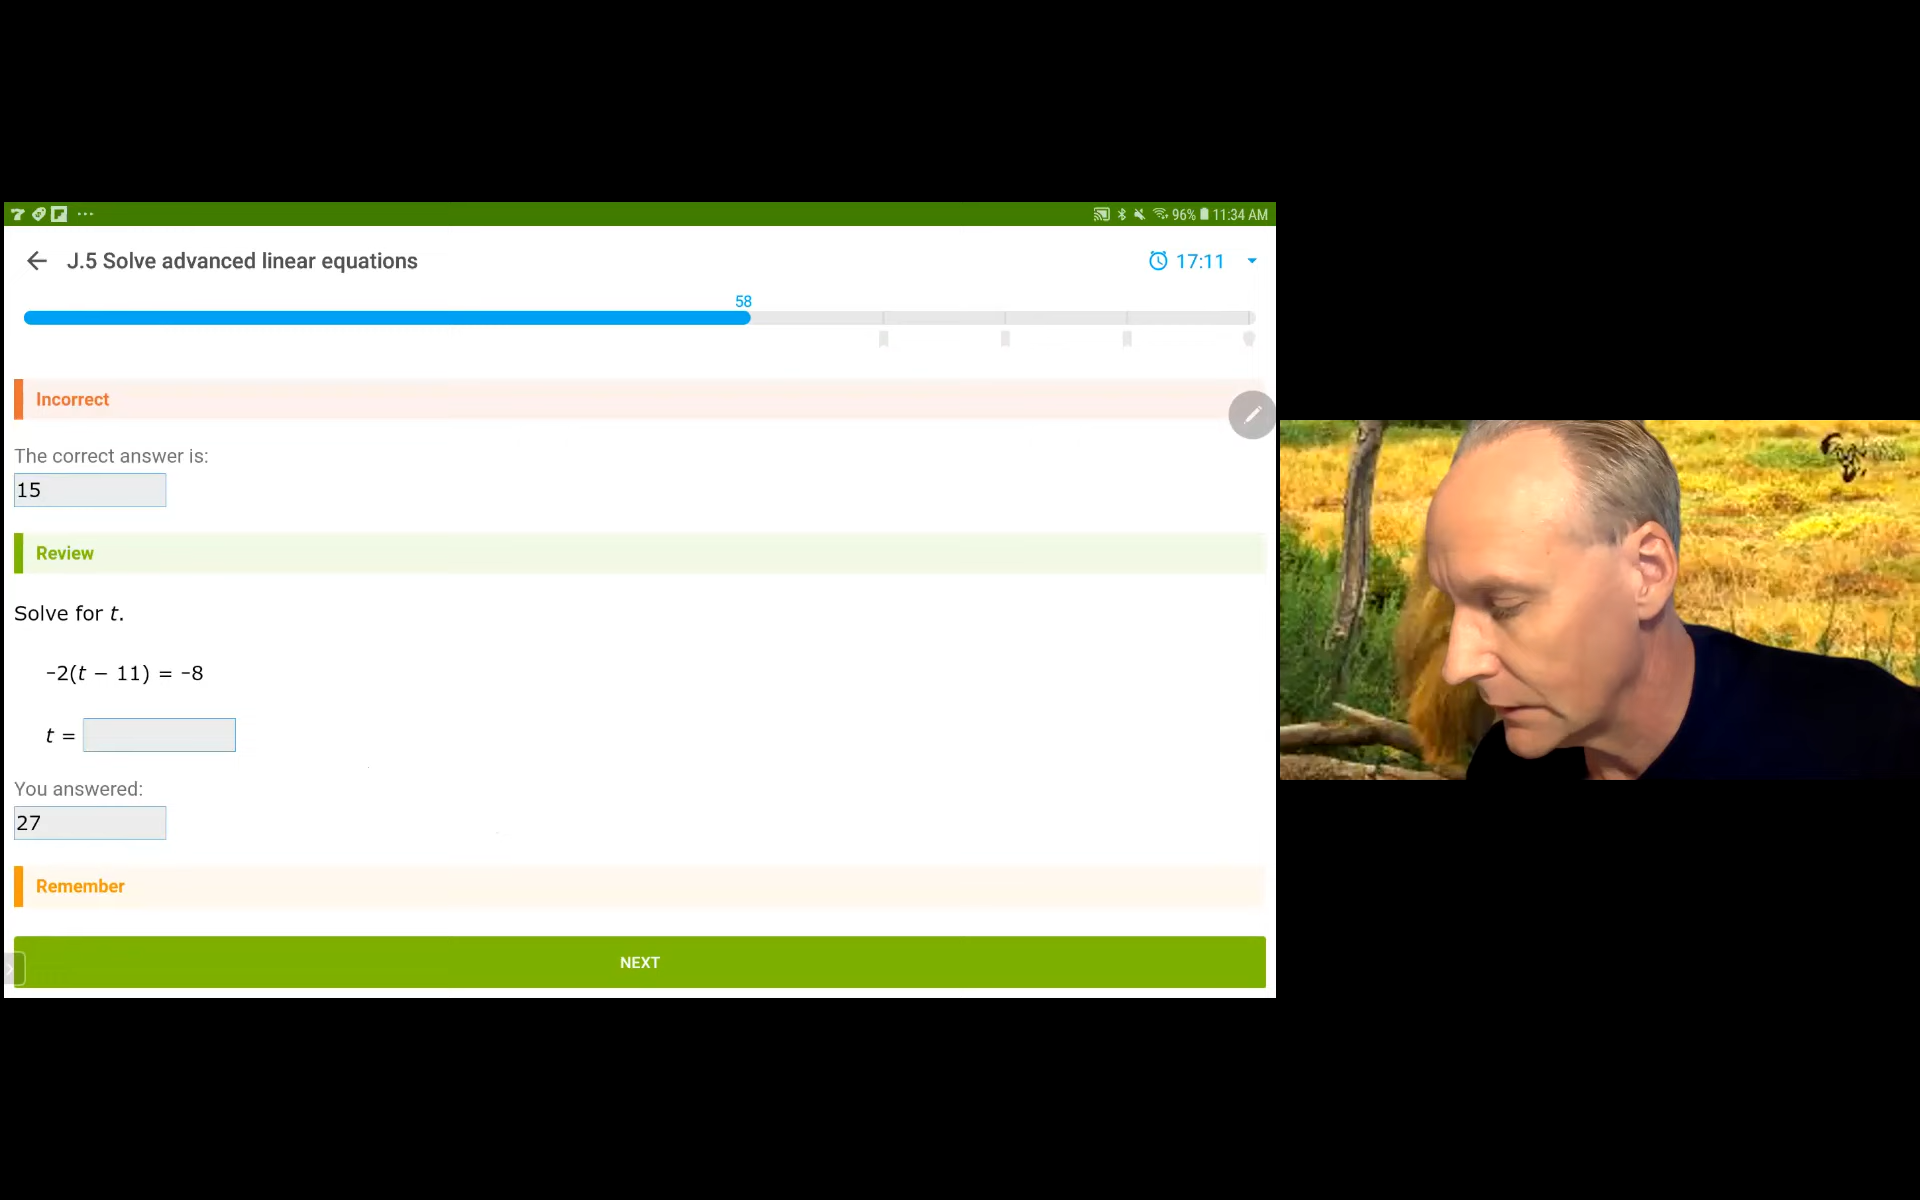 96% 11:34 AM
J.5 Solve advanced linear equations
17:11
58
Incorrect
The correct answer is:
15
Review
Solve for t.
-2(t − 11) = -8
t =
You answered:
27
Remember
NEXT